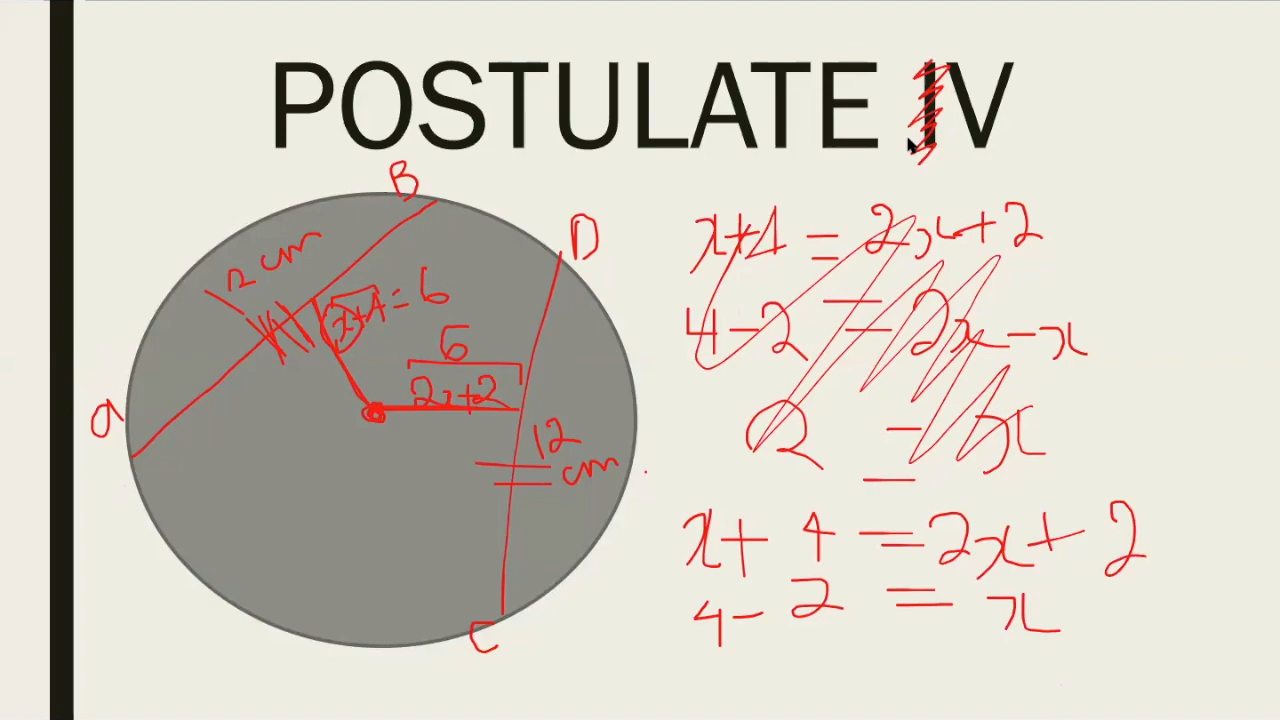 POSTULATE IV
B
D
12 cm
x+4 = 6
6
2x+2
A
12
cm
C
x+4 = 2x+2
4-2 = 2x-x
2 = x
x+4 = 2x+2
4-2 = x